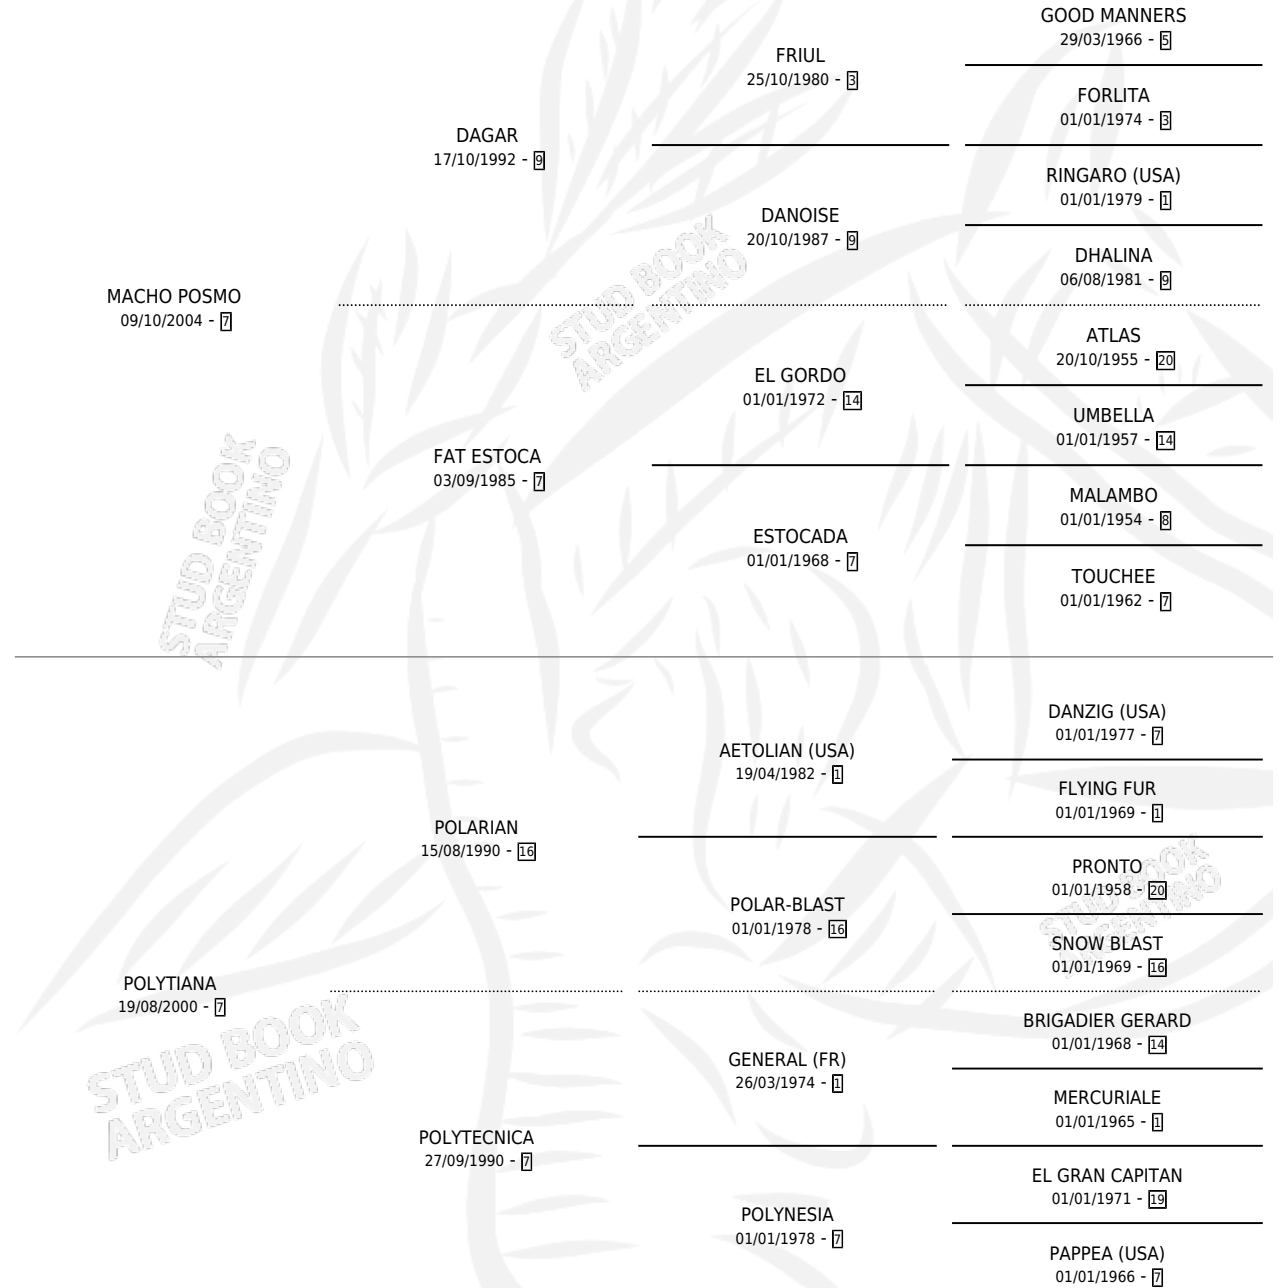 GOOD MANNERS
29/03/1966 - 5
FRIUL
25/10/1980 - 3
FORLITA
01/01/1974 - 3
DAGAR
17/10/1992 - 9
RINGARO (USA)
01/01/1979 - 1
DANOISE
20/10/1987 - 9
DHALINA
06/08/1981 - 9
STUD BOOK
ARGENTINO
MACHO POSMO
09/10/2004 - 7
ATLAS
20/10/1955 - 20
EL GORDO
01/01/1972 - 14
UMBELLA
01/01/1957 - 14
FAT ESTOCA
03/09/1985 - 7
MALAMBO
01/01/1954 - 8
ESTOCADA
01/01/1968 - 7
TOUCHEE
01/01/1962 - 7
STUD BOOK
ARGENTINO
DANZIG (USA)
01/01/1977 - 7
AETOLIAN (USA)
19/04/1982 - 1
FLYING FUR
01/01/1969 - 1
POLARIAN
15/08/1990 - 16
PRONTO
01/01/1958 - 20
POLAR-BLAST
01/01/1978 - 16
SNOW BLAST
01/01/1969 - 16
STUD BOOK
ARGENTINO
POLYTIANA
19/08/2000 - 7
BRIGADIER GERARD
01/01/1968 - 14
GENERAL (FR)
26/03/1974 - 1
MERCURIALE
01/01/1965 - 1
STUD BOOK
ARGENTINO
POLYTECNICA
27/09/1990 - 7
EL GRAN CAPITAN
01/01/1971 - 19
POLYNESIA
01/01/1978 - 7
PAPPEA (USA)
01/01/1966 - 7